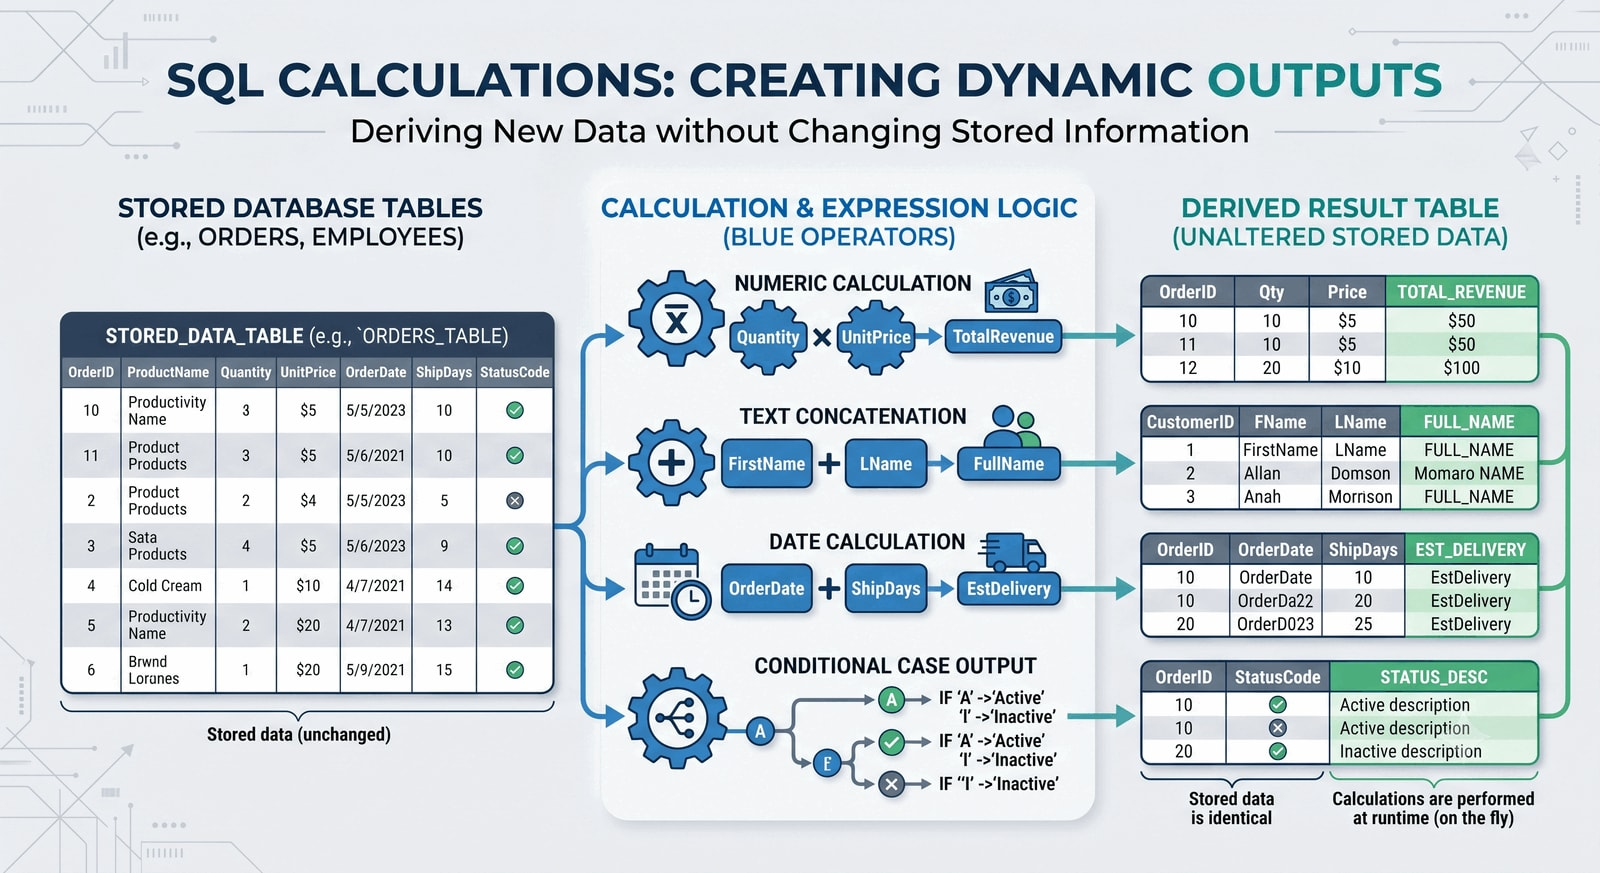 SQL CALCULATIONS: CREATING DYNAMIC OUTPUTS
Deriving New Data without Changing Stored Information
STORED DATABASE TABLES
(e.g., ORDERS, EMPLOYEES)
STORED_DATA_TABLE (e.g., `ORDERS_TABLE)
OrderID ProductName Quantity UnitPrice OrderDate ShipDays StatusCode
10 Productivity Name 3 $5 5/5/2023 10
11 Product Products 3 $5 5/6/2021 10
2 Product Products 2 $4 5/5/2023 5
3 Sata Products 4 $5 5/6/2023 9
4 Cold Cream 1 $10 4/7/2021 14
5 Productivity Name 2 $20 4/7/2021 13
6 Brwnd Lorunes 1 $20 5/9/2021 15
Stored data (unchanged)
CALCULATION & EXPRESSION LOGIC
(BLUE OPERATORS)
NUMERIC CALCULATION
x̄ Quantity × UnitPrice TotalRevenue
TEXT CONCATENATION
+ FirstName + LName FullName
DATE CALCULATION
OrderDate + ShipDays EstDelivery
CONDITIONAL CASE OUTPUT
A A IF 'A' ->'Active'
'I' ->'Inactive'
E IF 'A' ->'Active'
'I' ->'Inactive'
IF "I' ->'Inactive'
DERIVED RESULT TABLE
(UNALTERED STORED DATA)
OrderID Qty Price TOTAL_REVENUE
10 10 $5 $50
11 10 $5 $50
12 20 $10 $100
CustomerID FName LName FULL_NAME
1 FirstName LName FULL_NAME
2 Allan Domson Momaro NAME
3 Anah Morrison FULL_NAME
OrderID OrderDate ShipDays EST_DELIVERY
10 OrderDate 10 EstDelivery
10 OrderDa22 20 EstDelivery
20 OrderD023 25 EstDelivery
OrderID StatusCode STATUS_DESC
10 Active description
10 Active description
20 Inactive description
Stored data
is identical
Calculations are performed
at runtime (on the fly)